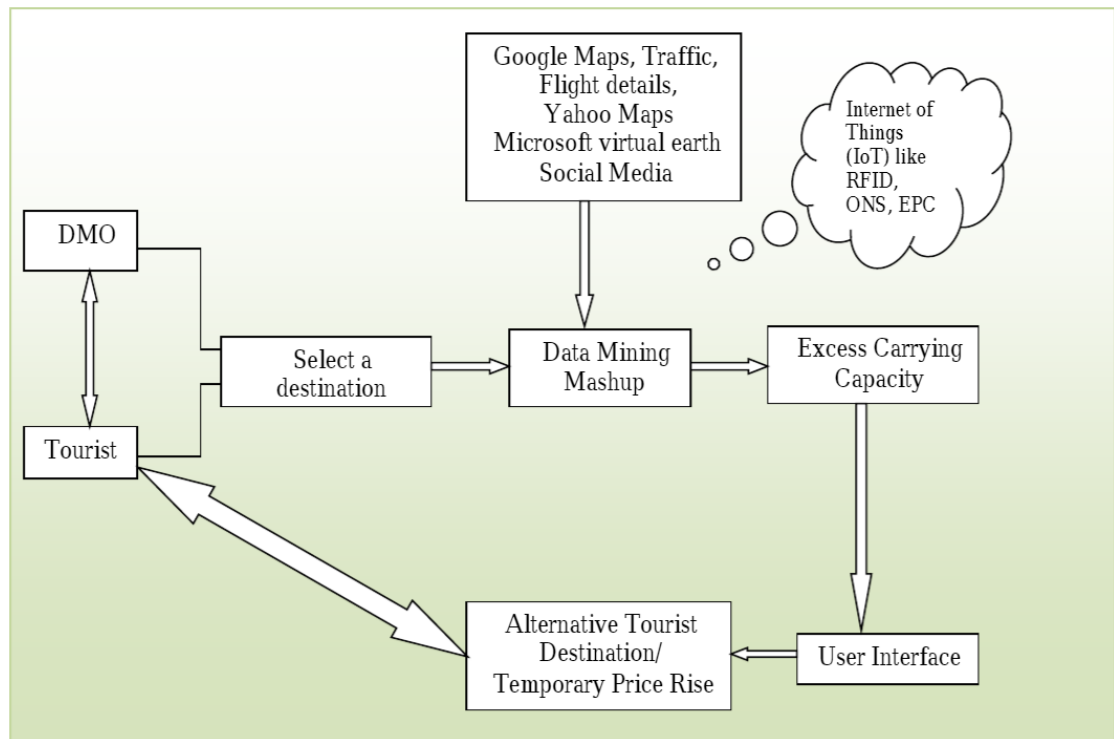 Google Maps, Traffic,
Flight details,
Yahoo Maps
Microsoft virtual earth
Social Media
Internet of
Things
(IoT) like
RFID,
ONS, EPC
DMO
Select a
destination
Data Mining
Mashup
Excess Carrying
Capacity
Tourist
Alternative Tourist
Destination/
Temporary Price Rise
User Interface